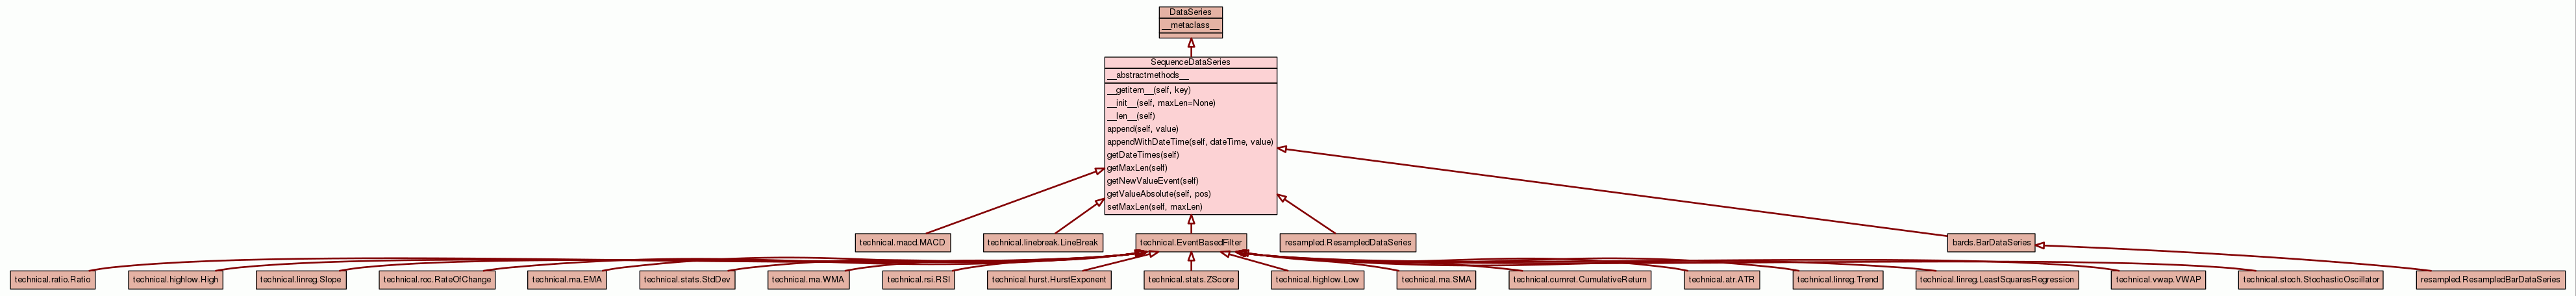 DataSeries
__metaclass__
SequenceDataSeries
__abstractmethods__
__getitem__(self, key)
__init__(self, maxLen=None)
__len__(self)
append(self, value)
appendWithDateTime(self, dateTime, value)
getDateTimes(self)
getMaxLen(self)
getNewValueEvent(self)
getValueAbsolute(self, pos)
setMaxLen(self, maxLen)
technical.macd.MACD
technical.linebreak.LineBreak
technical.EventBasedFilter
resampled.ResampledDataSeries
bards.BarDataSeries
technical.ratio.Ratio
technical.highlow.High
technical.linreg.Slope
technical.roc.RateOfChange
technical.ma.EMA
technical.stats.StdDev
technical.ma.WMA
technical.rsi.RSI
technical.hurst.HurstExponent
technical.stats.ZScore
technical.highlow.Low
technical.ma.SMA
technical.cumret.CumulativeReturn
technical.atr.ATR
technical.linreg.Trend
technical.linreg.LeastSquaresRegression
technical.vwap.VWAP
technical.stoch.StochasticOscillator
resampled.ResampledBarDataSeries